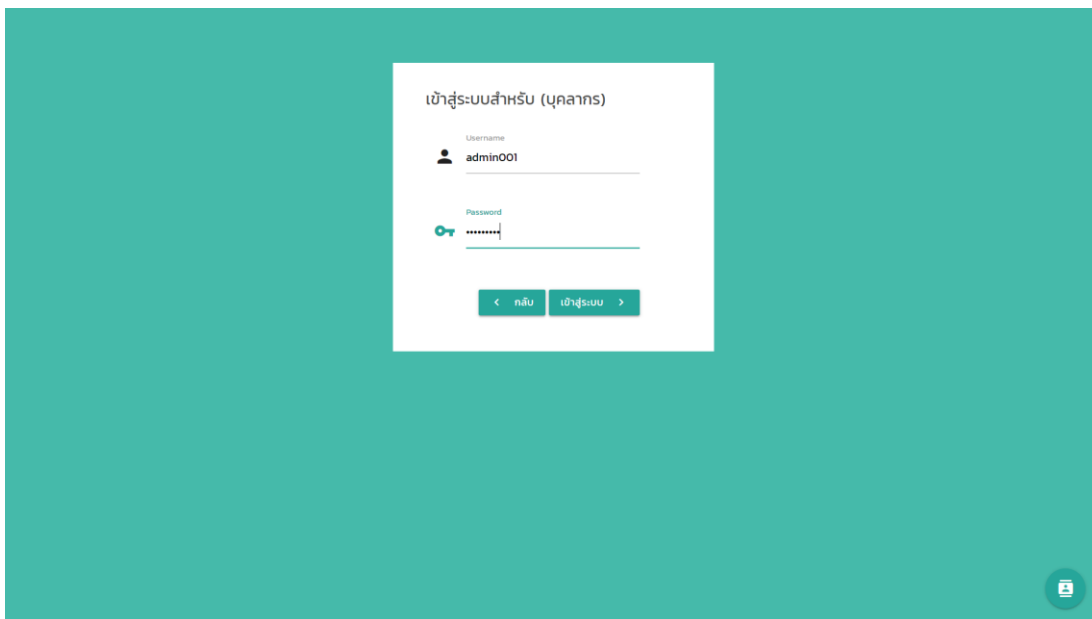 เข้าสู่ระบบสำหรับ (บุคลากร)
Username
admin001
Password
•••••••••
กลับ
เข้าสู่ระบบ